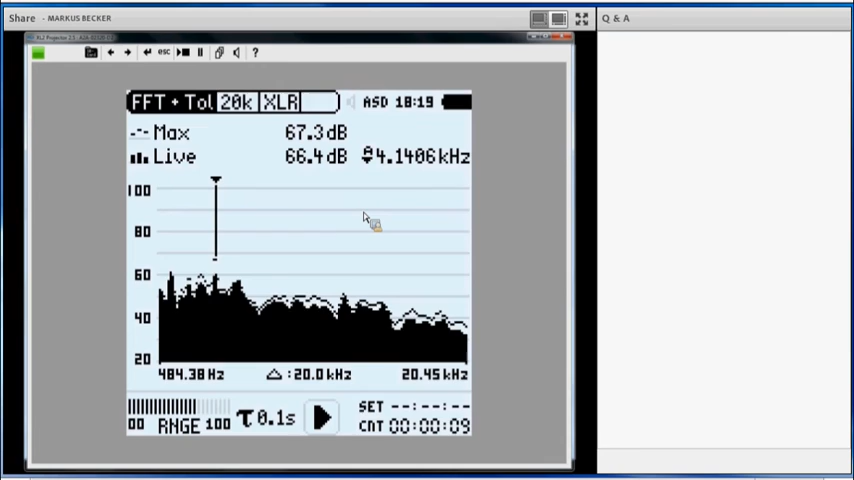 Share - MARKUS BECKER
Q & A
esc
?
FFT + Tol 20k XLR ASD 18:19
Max 67.3dB
Live 66.4dB 4.1406kHz
100
80
60
40
20
484.38Hz △:20.0kHz 20.45kHz
00 RNGE 100 τ0.1s
SET --:--:--
CNT 00:00:09